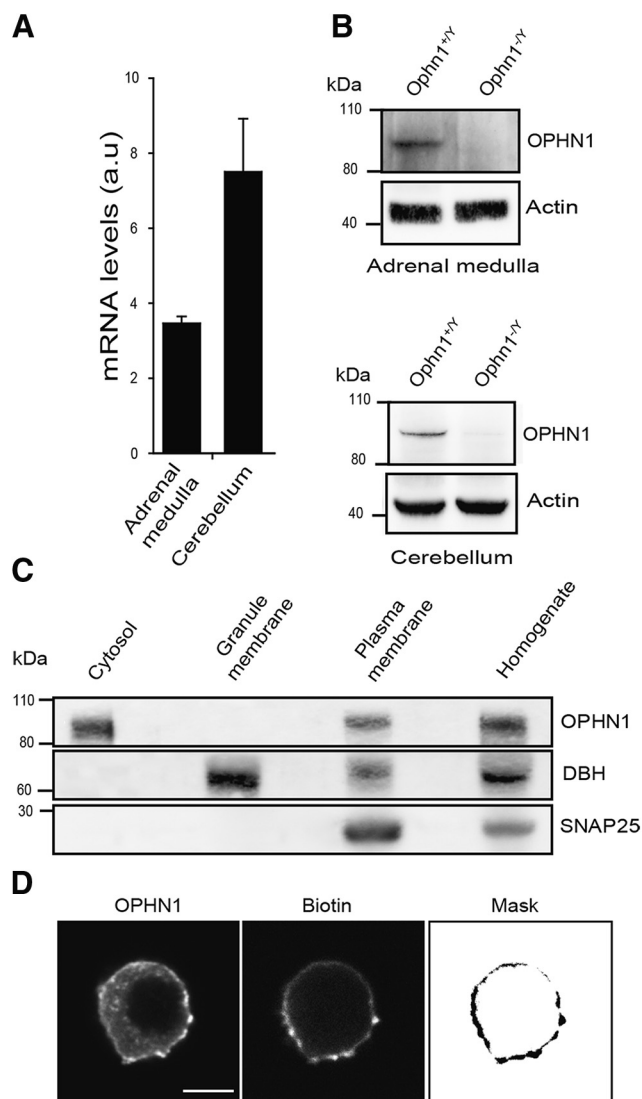 A
mRNA levels (a.u)
10
8
6
4
2
0
Adrenal
medulla
Cerebellum
B
Ophn1+/Y
Ophn1-/Y
kDa
110
80
OPHN1
40
Actin
Adrenal medulla
Ophn1+/Y
Ophn1-/Y
kDa
110
80
OPHN1
40
Actin
Cerebellum
C
Cytosol
Granule
membrane
Plasma
membrane
Homogenate
kDa
110
80
OPHN1
60
DBH
30
SNAP25
D
OPHN1
Biotin
Mask